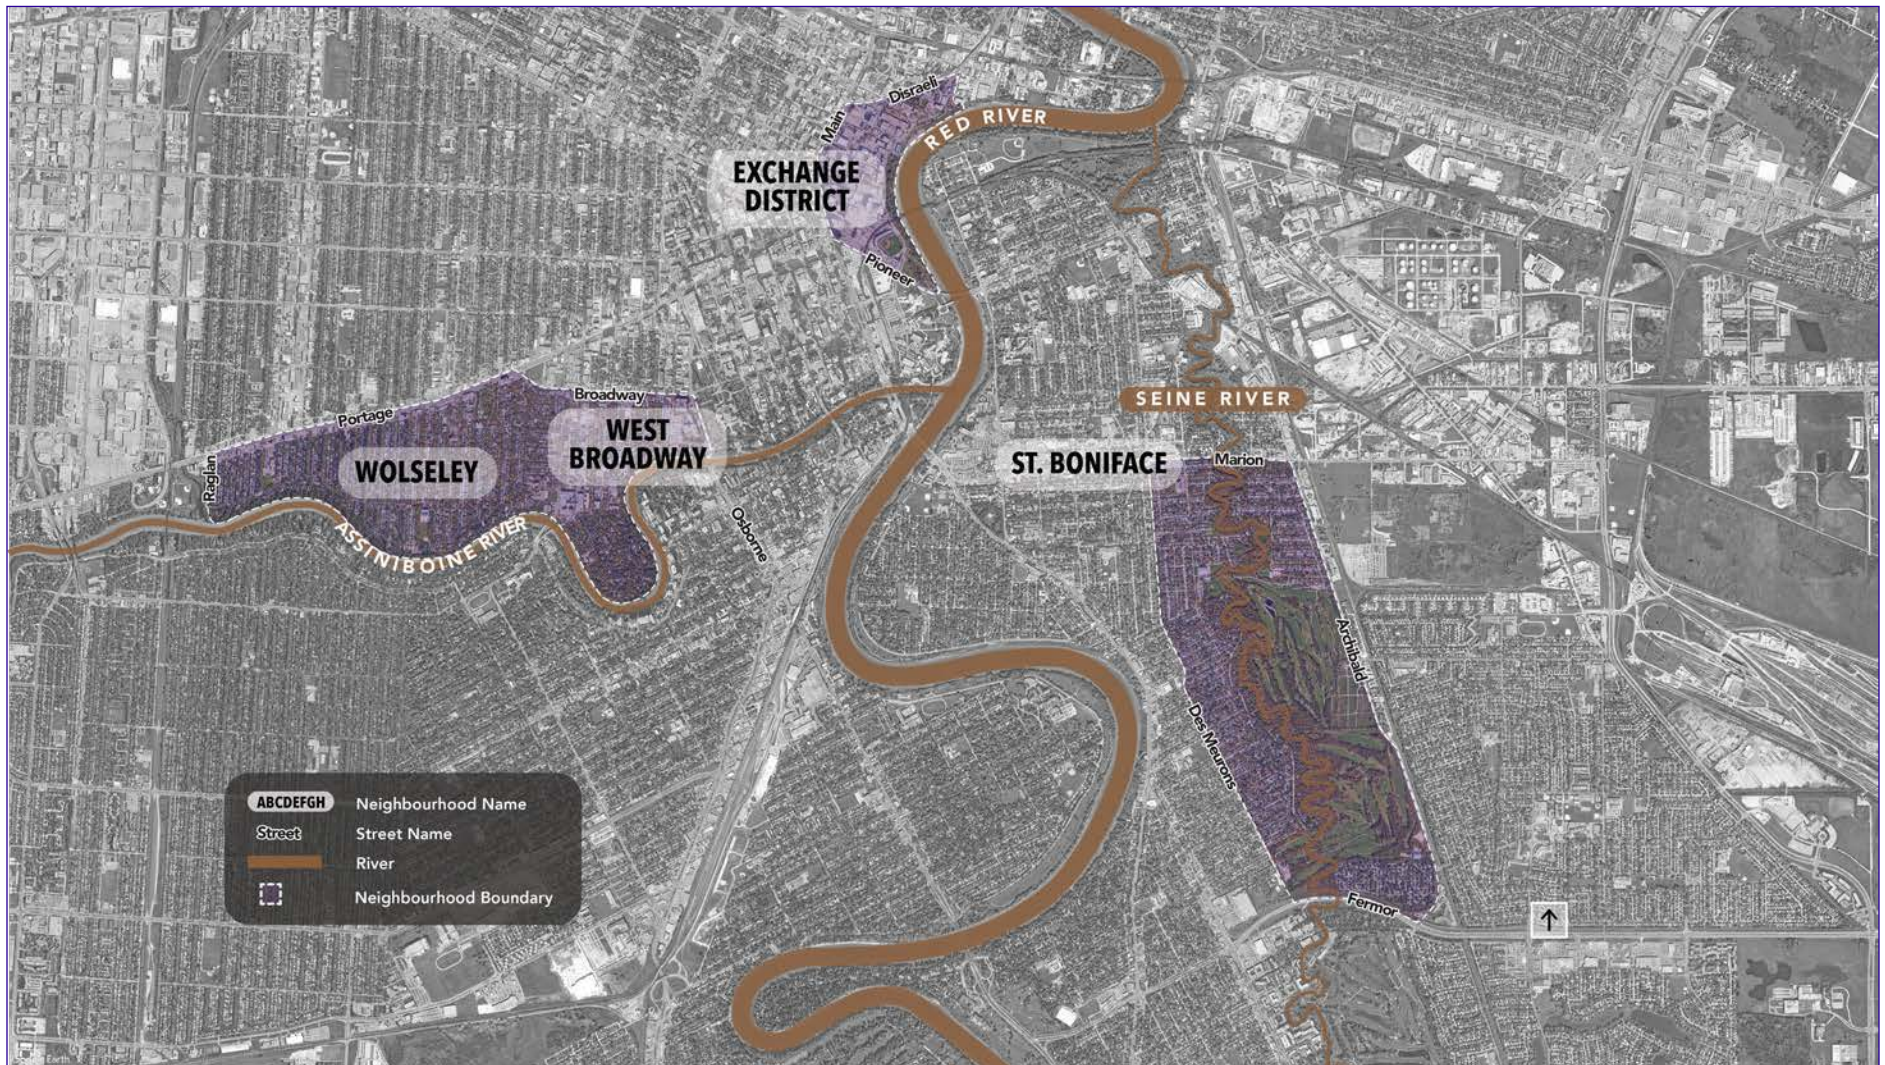 Disraeli
Main
RED RIVER
EXCHANGE
DISTRICT
Pioneer
Broadway
Portage
WEST
BROADWAY
WOLSELEY
Raglan
ASSINIBOINE RIVER
Osborne
SEINE RIVER
Marion
ST. BONIFACE
Archibald
Des Meurons
Fermor
ABCDEFGH Neighbourhood Name
Street Street Name
River
Neighbourhood Boundary
Earth